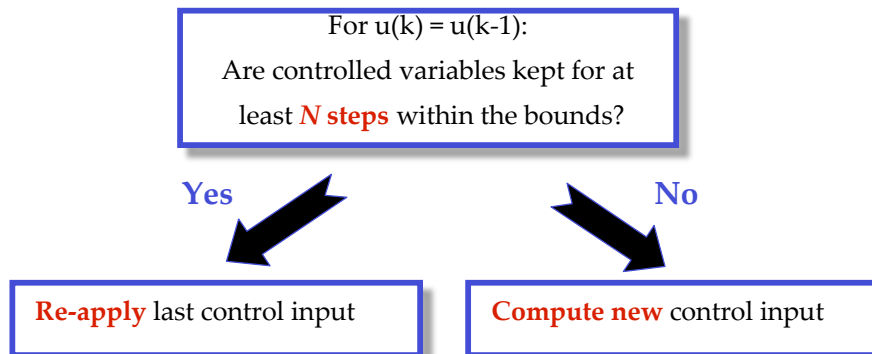 For u(k) = u(k-1):
Are controlled variables kept for at
least N steps within the bounds?
Yes
No
Re-apply last control input
Compute new control input